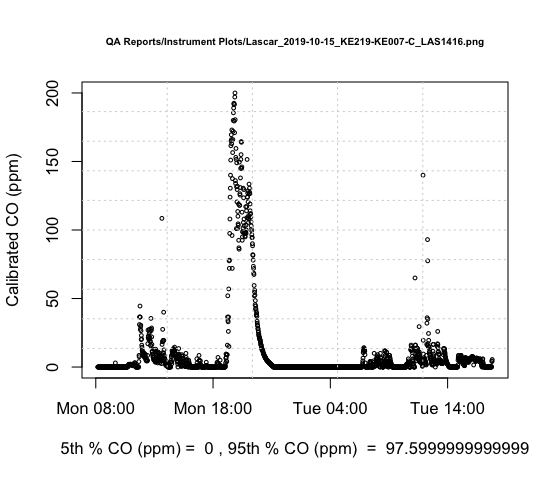 QA Reports/Instrument Plots/Lascar_2019-10-15_KE219-KE007-C_LAS1416.png
200
150
100
50
0
Calibrated CO (ppm)
Mon 08:00 Mon 18:00 Tue 04:00 Tue 14:00
5th % CO (ppm) = 0 , 95th % CO (ppm) = 97.5999999999999